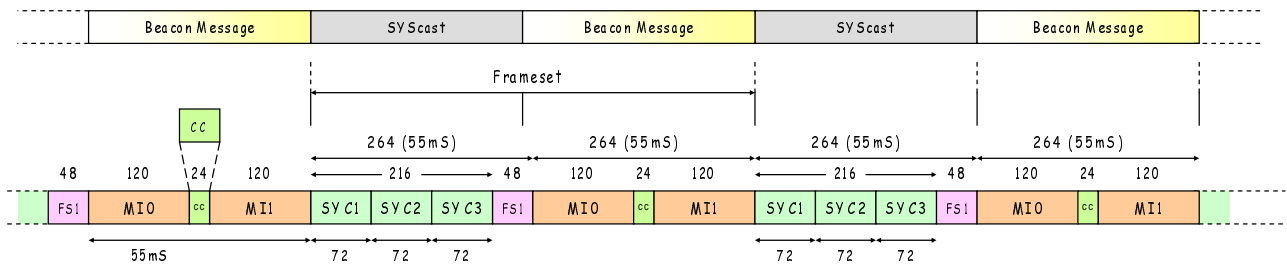 Beacon Message SYScast Beacon Message SYScast Beacon Message
Frameset
CC
264 (55mS) 264 (55mS) 264 (55mS) 264 (55mS)
48 120 24 120 216 48 120 24 120 216 48 120 24 120
FS1 MI0 CC MI1 SYC1 SYC2 SYC3 FS1 MI0 CC MI1 SYC1 SYC2 SYC3 FS1 MI0 CC MI1
55mS 72 72 72 72 72 72